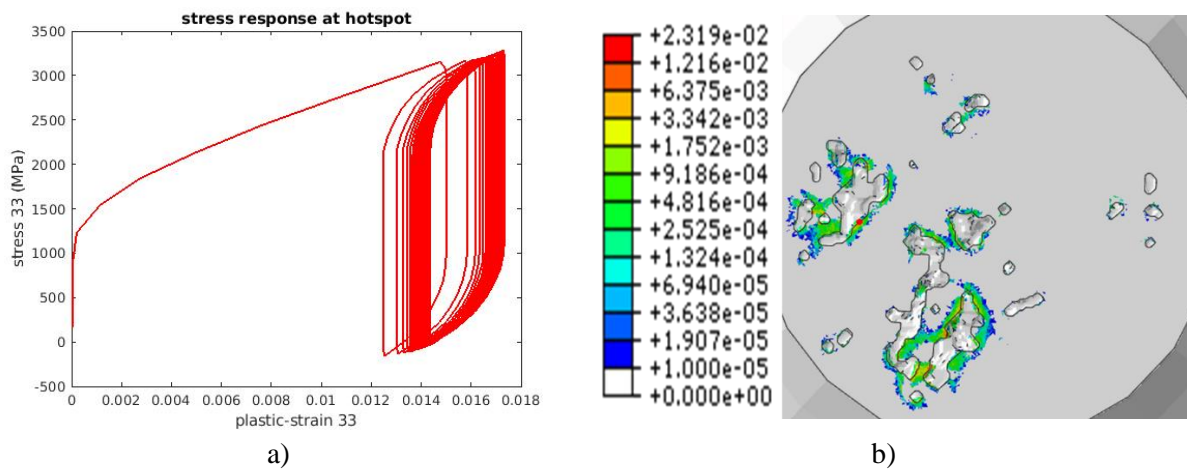 stress response at hotspot
3500
3000
2500
2000
1500
1000
500
0
-500
stress 33 (MPa)
0 0.002 0.004 0.006 0.008 0.01 0.012 0.014 0.016 0.018
plastic-strain 33
a)
+2.319e-02
+1.216e-02
+6.375e-03
+3.342e-03
+1.752e-03
+9.186e-04
+4.816e-04
+2.525e-04
+1.324e-04
+6.940e-05
+3.638e-05
+1.907e-05
+1.000e-05
+0.000e+00
b)